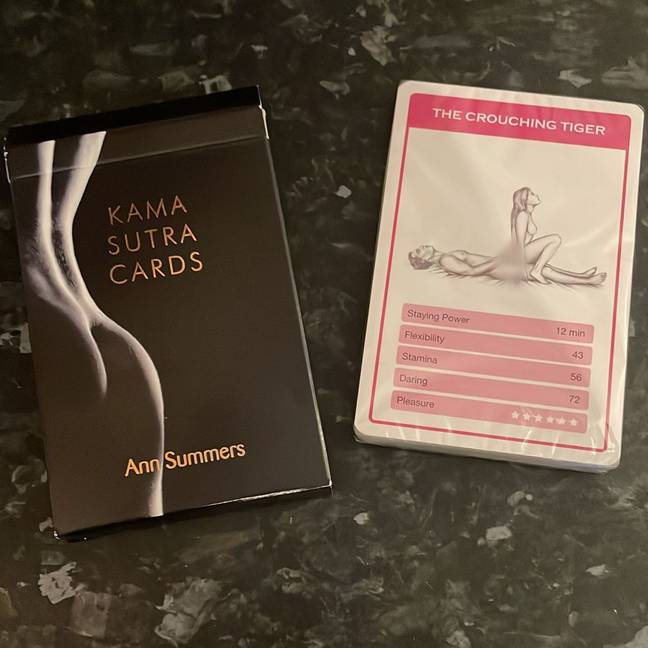 KAMA
SUTRA
CARDS
Ann Summers
THE CROUCHING TIGER
Staying Power 12 min
Flexibility 43
Stamina 56
Daring 72
Pleasure